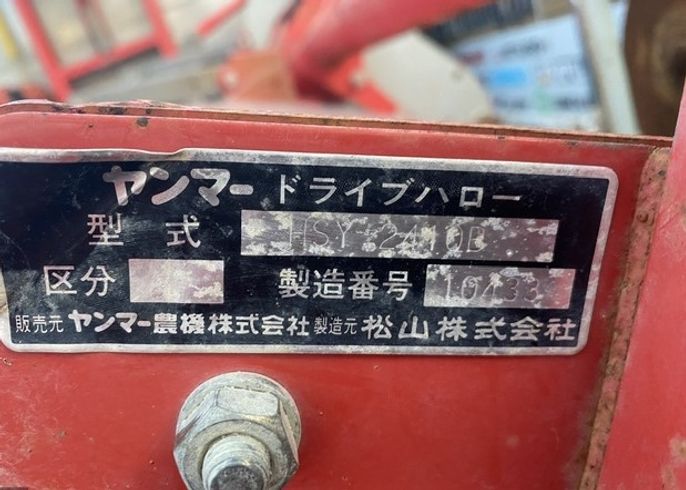 ヤンマー ドライブハロー
型式 HSY-2410B
区分 製造番号
販売元 ヤンマー農機株式会社 製造元 松山株式会社